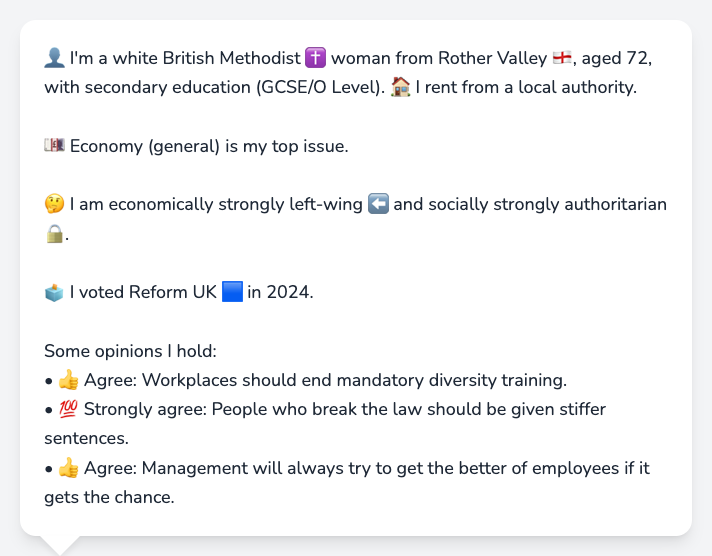 👤 I'm a white British Methodist ✝️ woman from Rother Valley 🏴󠁧󠁢󠁥󠁮󠁧󠁿, aged 72,
with secondary education (GCSE/O Level). 🏠 I rent from a local authority.
💷 Economy (general) is my top issue.
🤔 I am economically strongly left-wing ⬅️ and socially strongly authoritarian
🔒.
🗳️ I voted Reform UK 🟦 in 2024.
Some opinions I hold:
• 👍 Agree: Workplaces should end mandatory diversity training.
• 💯 Strongly agree: People who break the law should be given stiffer
sentences.
• 👍 Agree: Management will always try to get the better of employees if it
gets the chance.